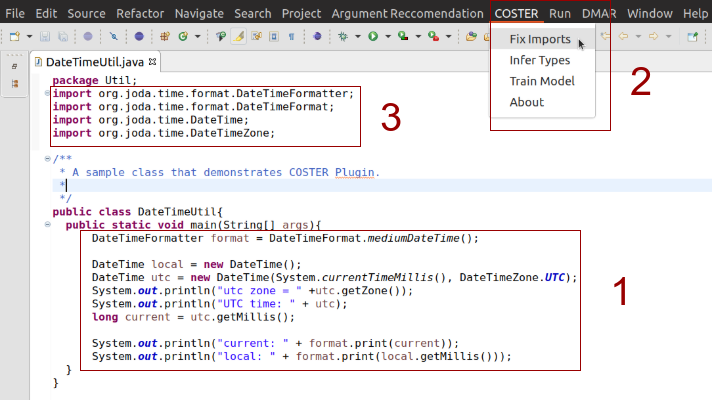 File Edit Source Refactor Navigate Search Project Argument Reccomendation COSTER Run DMAR Window Help
Fix Imports
Infer Types
Train Model
About
2
DateTimeUtil.java
package Util;
import org.joda.time.format.DateTimeFormatter;
import org.joda.time.format.DateTimeFormat;
import org.joda.time.DateTime;
import org.joda.time.DateTimeZone;
3
/**
* A sample class that demonstrates COSTER Plugin.
*
*/
public class DateTimeUtil{
public static void main(String[] args){
DateTimeFormatter format = DateTimeFormat.mediumDateTime();
DateTime local = new DateTime();
DateTime utc = new DateTime(System.currentTimeMillis(), DateTimeZone.UTC);
System.out.println("utc zone = " +utc.getZone());
System.out.println("UTC time: " + utc);
long current = utc.getMillis();
System.out.println("current: " + format.print(current));
System.out.println("local: " + format.print(local.getMillis()));
}
}
1